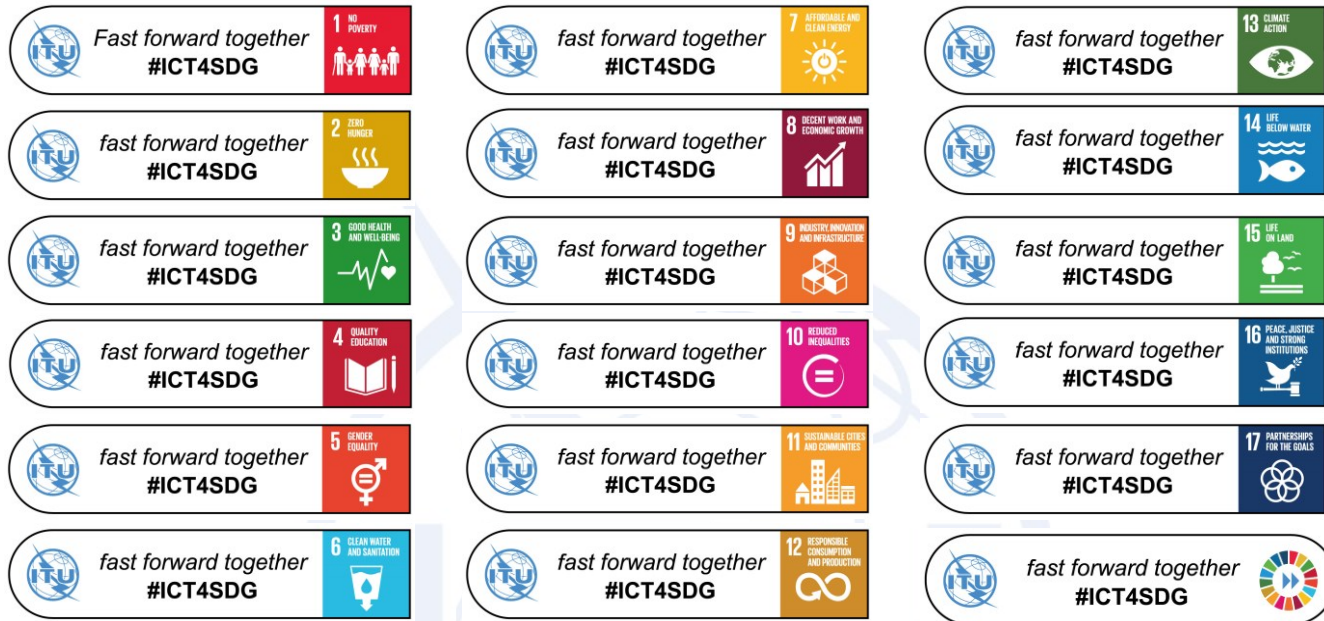 ITU
Fast forward together
#ICT4SDG
1 NO
POVERTY
ITU
fast forward together
#ICT4SDG
2 ZERO
HUNGER
ITU
fast forward together
#ICT4SDG
3 GOOD HEALTH
AND WELL-BEING
ITU
fast forward together
#ICT4SDG
4 QUALITY
EDUCATION
ITU
fast forward together
#ICT4SDG
5 GENDER
EQUALITY
ITU
fast forward together
#ICT4SDG
6 CLEAN WATER
AND SANITATION
ITU
fast forward together
#ICT4SDG
7 AFFORDABLE AND
CLEAN ENERGY
ITU
fast forward together
#ICT4SDG
8 DECENT WORK AND
ECONOMIC GROWTH
ITU
fast forward together
#ICT4SDG
9 INDUSTRY, INNOVATION
AND INFRASTRUCTURE
ITU
fast forward together
#ICT4SDG
10 REDUCED
INEQUALITIES
ITU
fast forward together
#ICT4SDG
11 SUSTAINABLE CITIES
AND COMMUNITIES
ITU
fast forward together
#ICT4SDG
12 RESPONSIBLE
CONSUMPTION
AND PRODUCTION
ITU
fast forward together
#ICT4SDG
13 CLIMATE
ACTION
ITU
fast forward together
#ICT4SDG
14 LIFE
BELOW WATER
ITU
fast forward together
#ICT4SDG
15 LIFE
ON LAND
ITU
fast forward together
#ICT4SDG
16 PEACE, JUSTICE
AND STRONG
INSTITUTIONS
ITU
fast forward together
#ICT4SDG
17 PARTNERSHIPS
FOR THE GOALS
ITU
fast forward together
#ICT4SDG